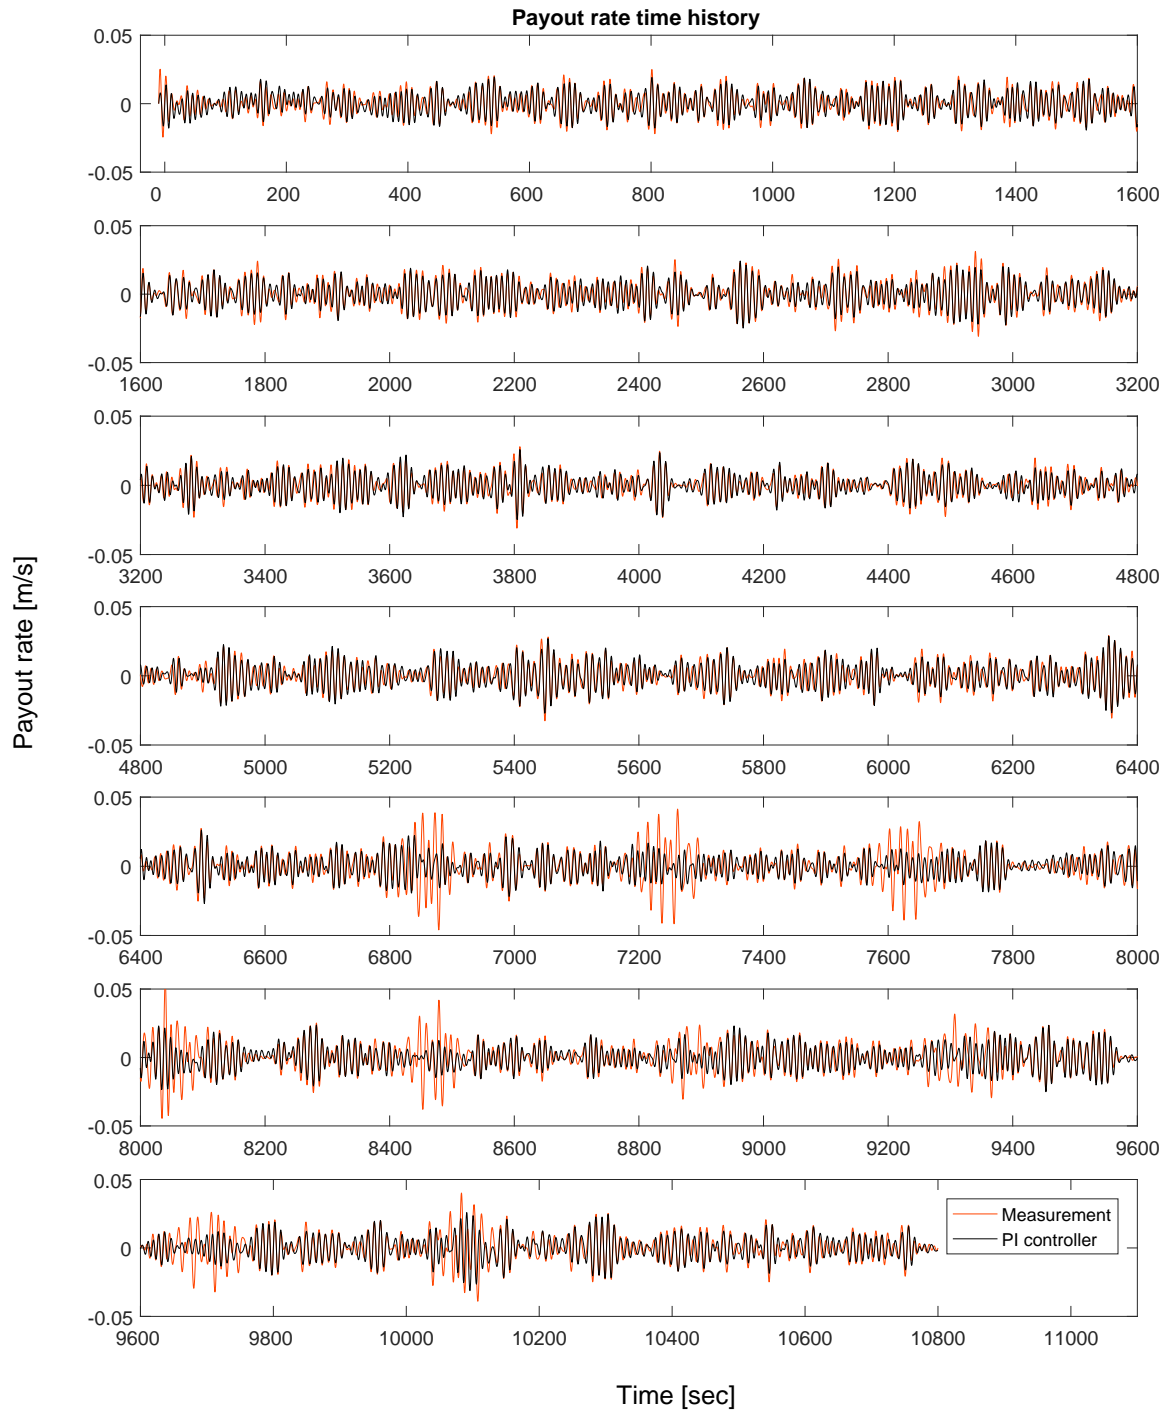 Payout rate time history
0.05
0
-0.05
0 200 400 600 800 1000 1200 1400 1600
0.05
0
-0.05
1600 1800 2000 2200 2400 2600 2800 3000 3200
0.05
0
-0.05
3200 3400 3600 3800 4000 4200 4400 4600 4800
Payout rate [m/s]
0.05
0
-0.05
4800 5000 5200 5400 5600 5800 6000 6200 6400
0.05
0
-0.05
6400 6600 6800 7000 7200 7400 7600 7800 8000
0.05
0
-0.05
8000 8200 8400 8600 8800 9000 9200 9400 9600
0.05
Measurement
0
PI controller
-0.05
9600 9800 10000 10200 10400 10600 10800 11000
Time [sec]